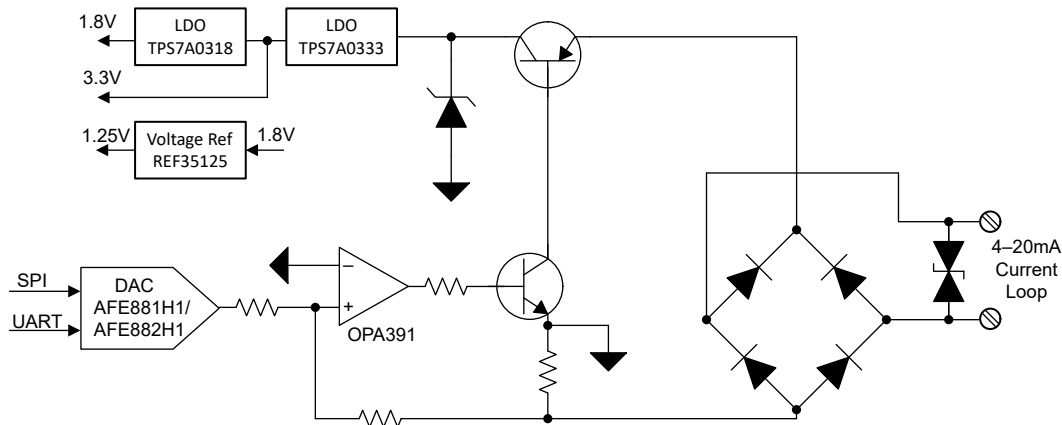 1.8V
LDO
TPS7A0318
LDO
TPS7A0333
3.3V
1.25V
Voltage Ref
REF35125
1.8V
4–20mA
Current
Loop
SPI
UART
DAC
AFE881H1/
AFE882H1
−
+
OPA391